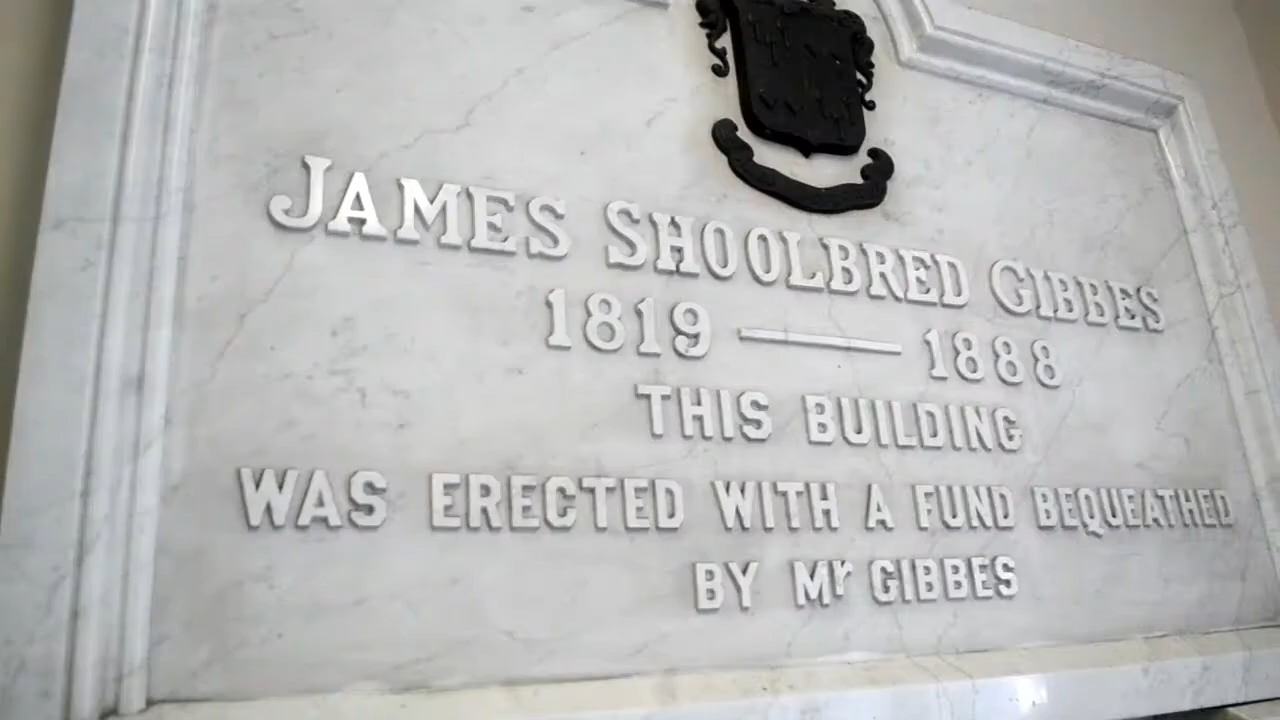 JAMES SHOOLBRED GIBBES
1819 — 1888
THIS BUILDING
WAS ERECTED WITH A FUND BEQUEATHED
BY Mr GIBBES